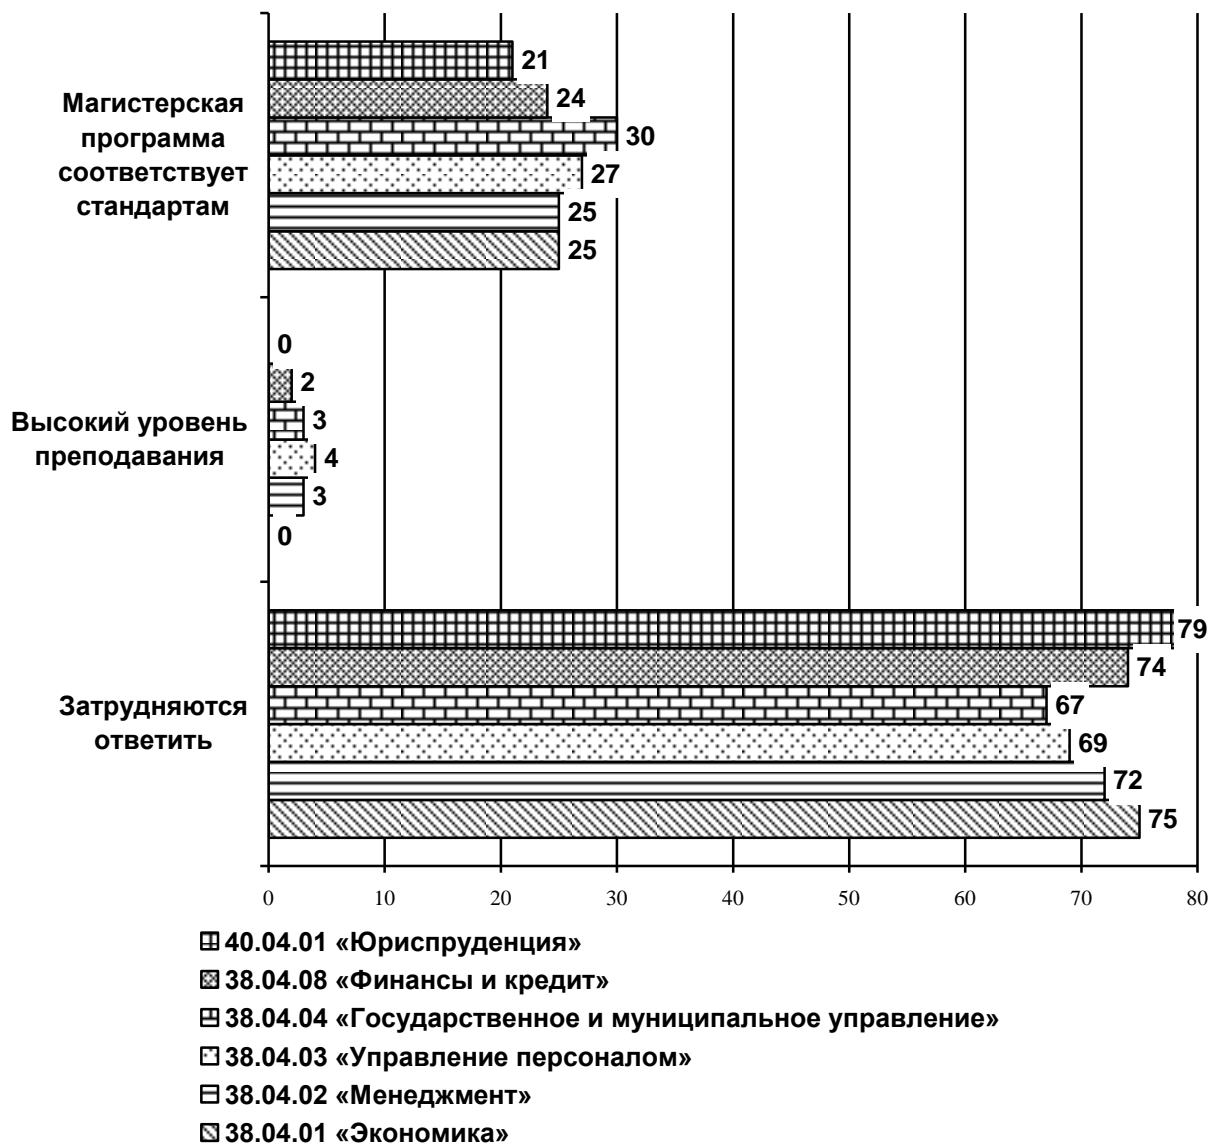 21
24
30
27
25
25
Магистерская
программа
соответствует
стандартам
0
2
3
4
3
0
Высокий уровень
преподавания
79
74
67
69
72
75
Затрудняются
ответить
0 10 20 30 40 50 60 70 80
40.04.01 «Юриспруденция»
38.04.08 «Финансы и кредит»
38.04.04 «Государственное и муниципальное управление»
38.04.03 «Управление персоналом»
38.04.02 «Менеджмент»
38.04.01 «Экономика»